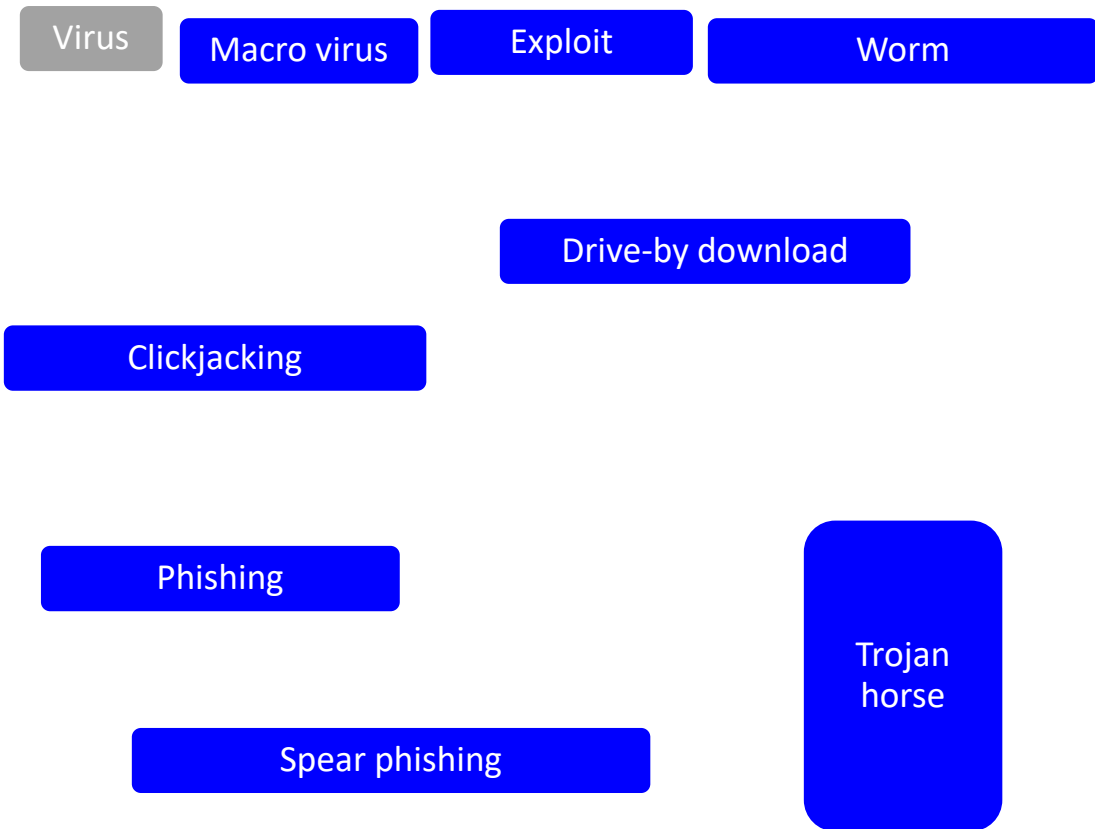 Virus
Macro virus
Exploit
Worm
Drive-by download
Clickjacking
Phishing
Trojan
horse
Spear phishing